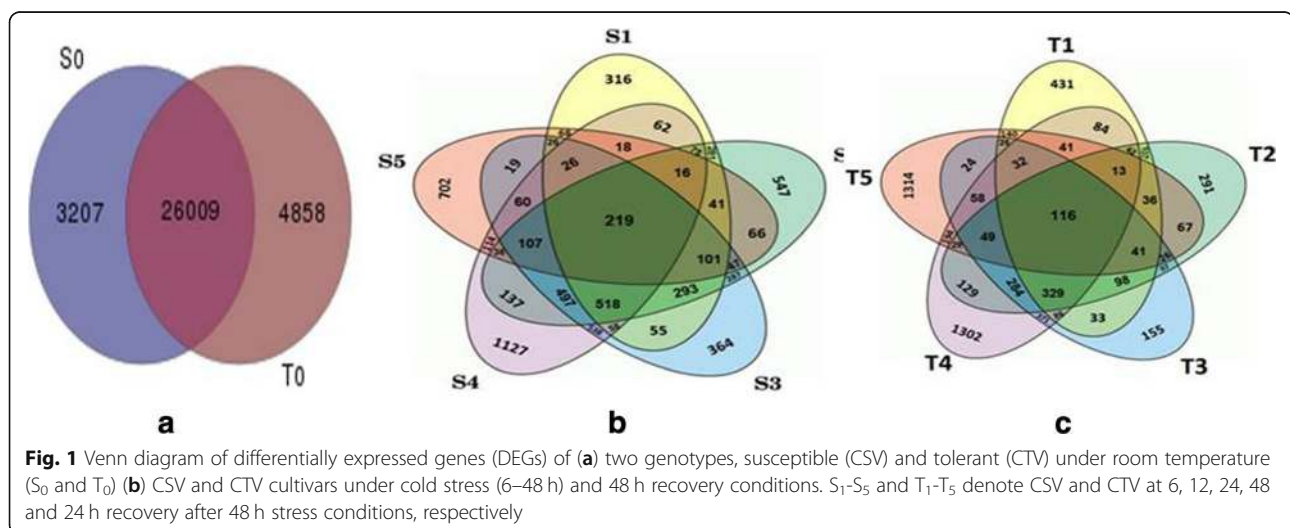 S0
3207
26009
4858
T0
a
S1
316
62
18
16
547
S5
702
19
26
41
66
60
219
107
101
497
518
293
137
55
1127
364
S4
S3
b
T1
431
84
41
13
S
T5
T2
291
1314
24
32
36
67
58
116
49
41
284
329
98
129
33
1302
155
T4
T3
c
Fig. 1 Venn diagram of differentially expressed genes (DEGs) of (a) two genotypes, susceptible (CSV) and tolerant (CTV) under room temperature
(S0 and T0) (b) CSV and CTV cultivars under cold stress (6–48 h) and 48 h recovery conditions. S1-S5 and T1-T5 denote CSV and CTV at 6, 12, 24, 48
and 24 h recovery after 48 h stress conditions, respectively